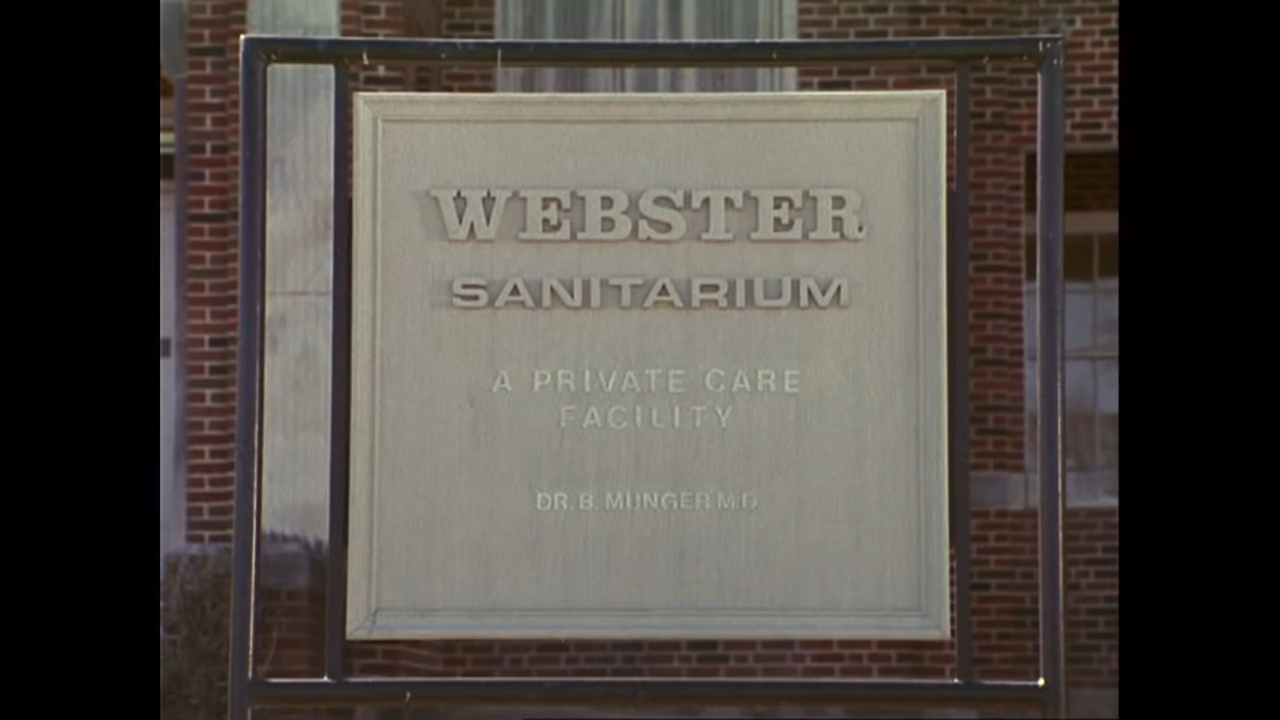 WEBSTER
SANITARIUM
A PRIVATE CARE
FACILITY
DR. B. MUNGER M.D.